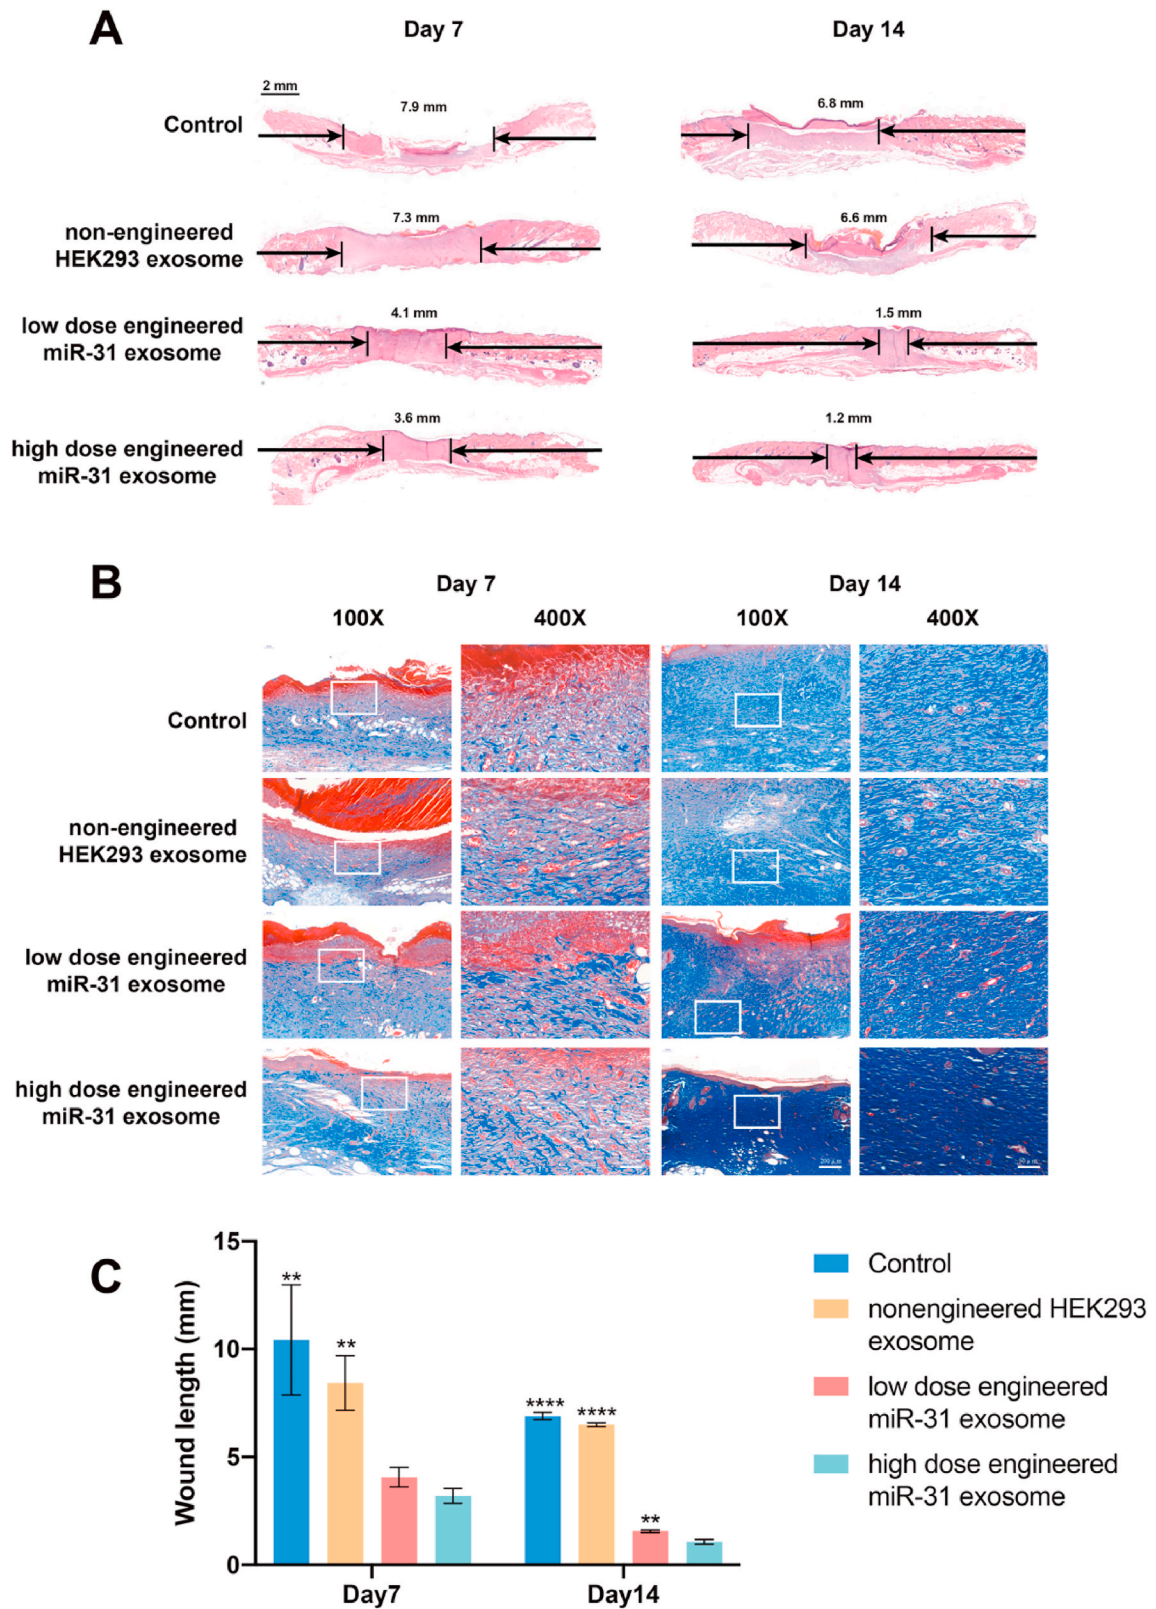 A
Day 7
Day 14
2 mm
7.9 mm
6.8 mm
Control
non-engineered
HEK293 exosome
7.3 mm
6.6 mm
low dose engineered
miR-31 exosome
4.1 mm
1.5 mm
high dose engineered
miR-31 exosome
3.6 mm
1.2 mm
B
Day 7
Day 14
100X
400X
100X
400X
Control
non-engineered
HEK293 exosome
low dose engineered
miR-31 exosome
high dose engineered
miR-31 exosome
200 μm
50 μm
C
Wound length (mm)
15
10
5
0
**
**
****
****
**
Day7
Day14
Control
nonengineered HEK293
exosome
low dose engineered
miR-31 exosome
high dose engineered
miR-31 exosome